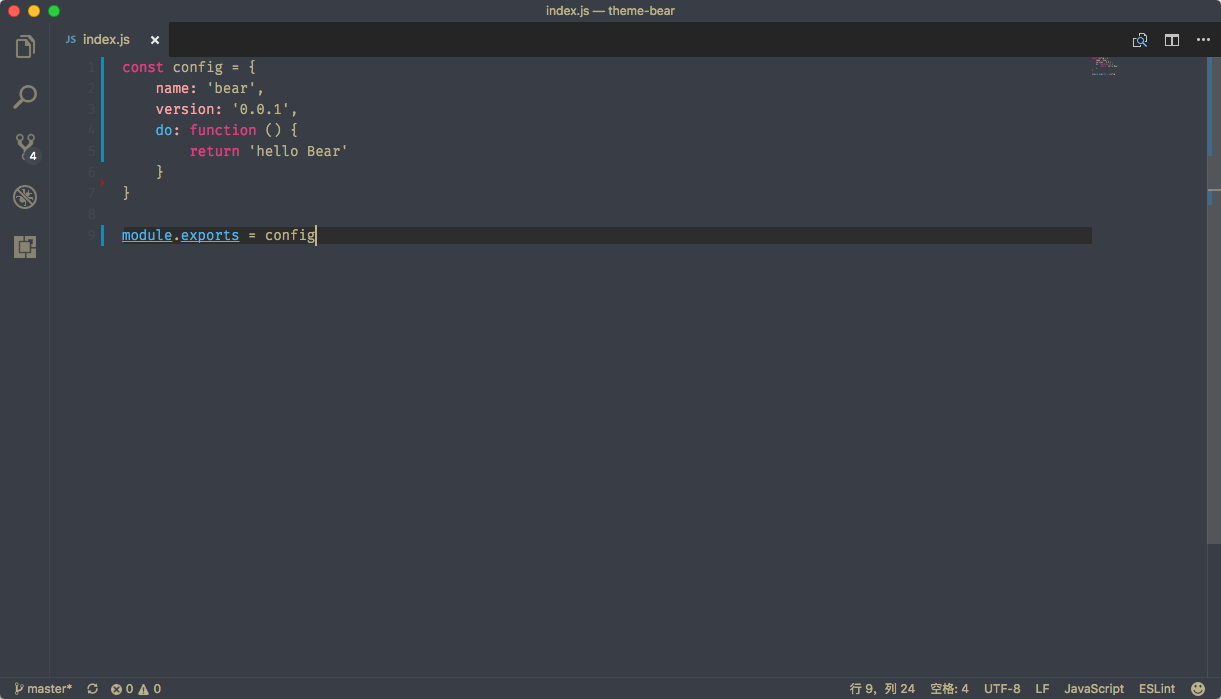 index.js — theme-bear
JS index.js
1 const config = {
2     name: 'bear',
3     version: '0.0.1',
4     do: function () {
5         return 'hello Bear'
6     }
7 }
8
9 module.exports = config
4
master* 0 0 行 9，列 24 空格: 4 UTF-8 LF JavaScript ESLint